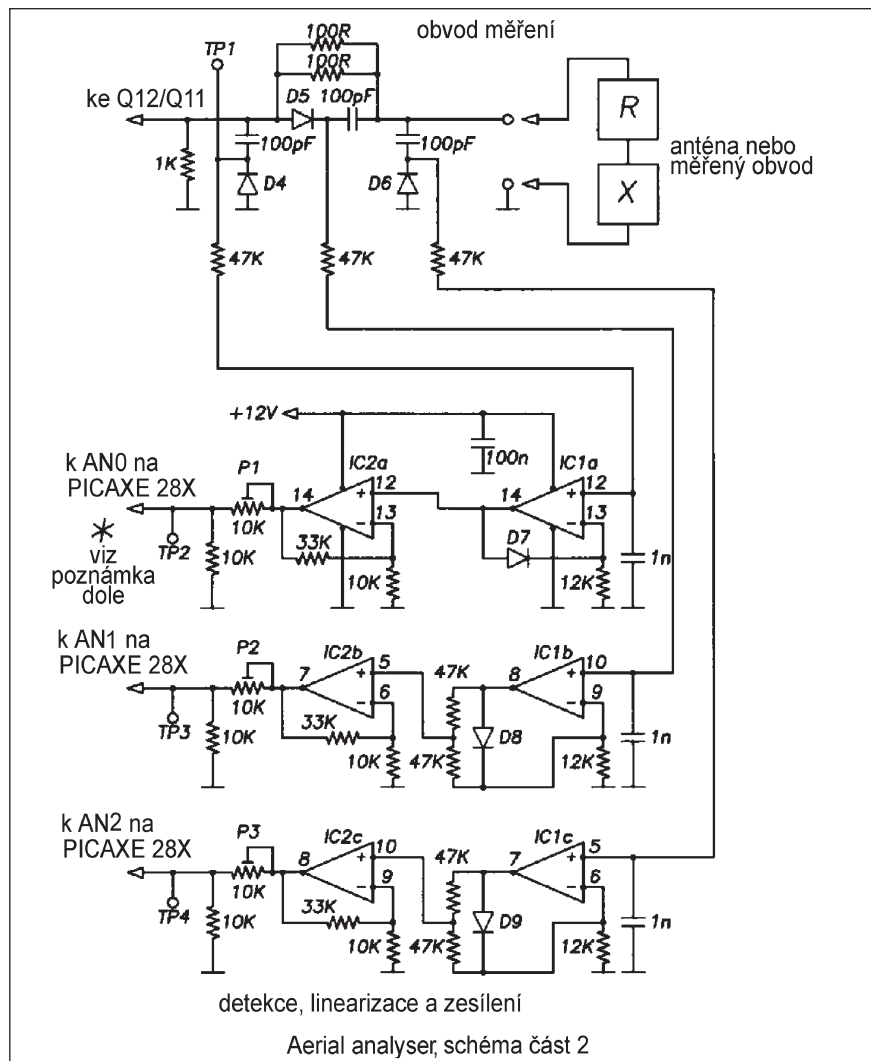 100R
obvod měření
TP1
100R
ke Q12/Q11
D5
100pF
R
100pF
100pF
anténa nebo
měřený obvod
1K
D4
D6
X
47K
47K
47K
+12V
100n
k AN0 na
PICAXE 28X
P1
IC2a
IC1a
14
+
12
14
+
12
10K
-
13
-
13
TP2
33K
D7
viz
poznámka
dole
10K
10K
12K
1n
k AN1 na
PICAXE 28X
P2
IC2b
IC1b
7
+
5
47K
8
+
10
10K
-
6
-
9
TP3
33K
D8
10K
10K
47K
12K
1n
k AN2 na
PICAXE 28X
P3
IC2c
IC1c
8
+
10
47K
7
+
5
10K
-
9
-
6
TP4
33K
D9
10K
10K
47K
12K
1n
detekce, linearizace a zesílení
Aerial analyser, schéma část 2